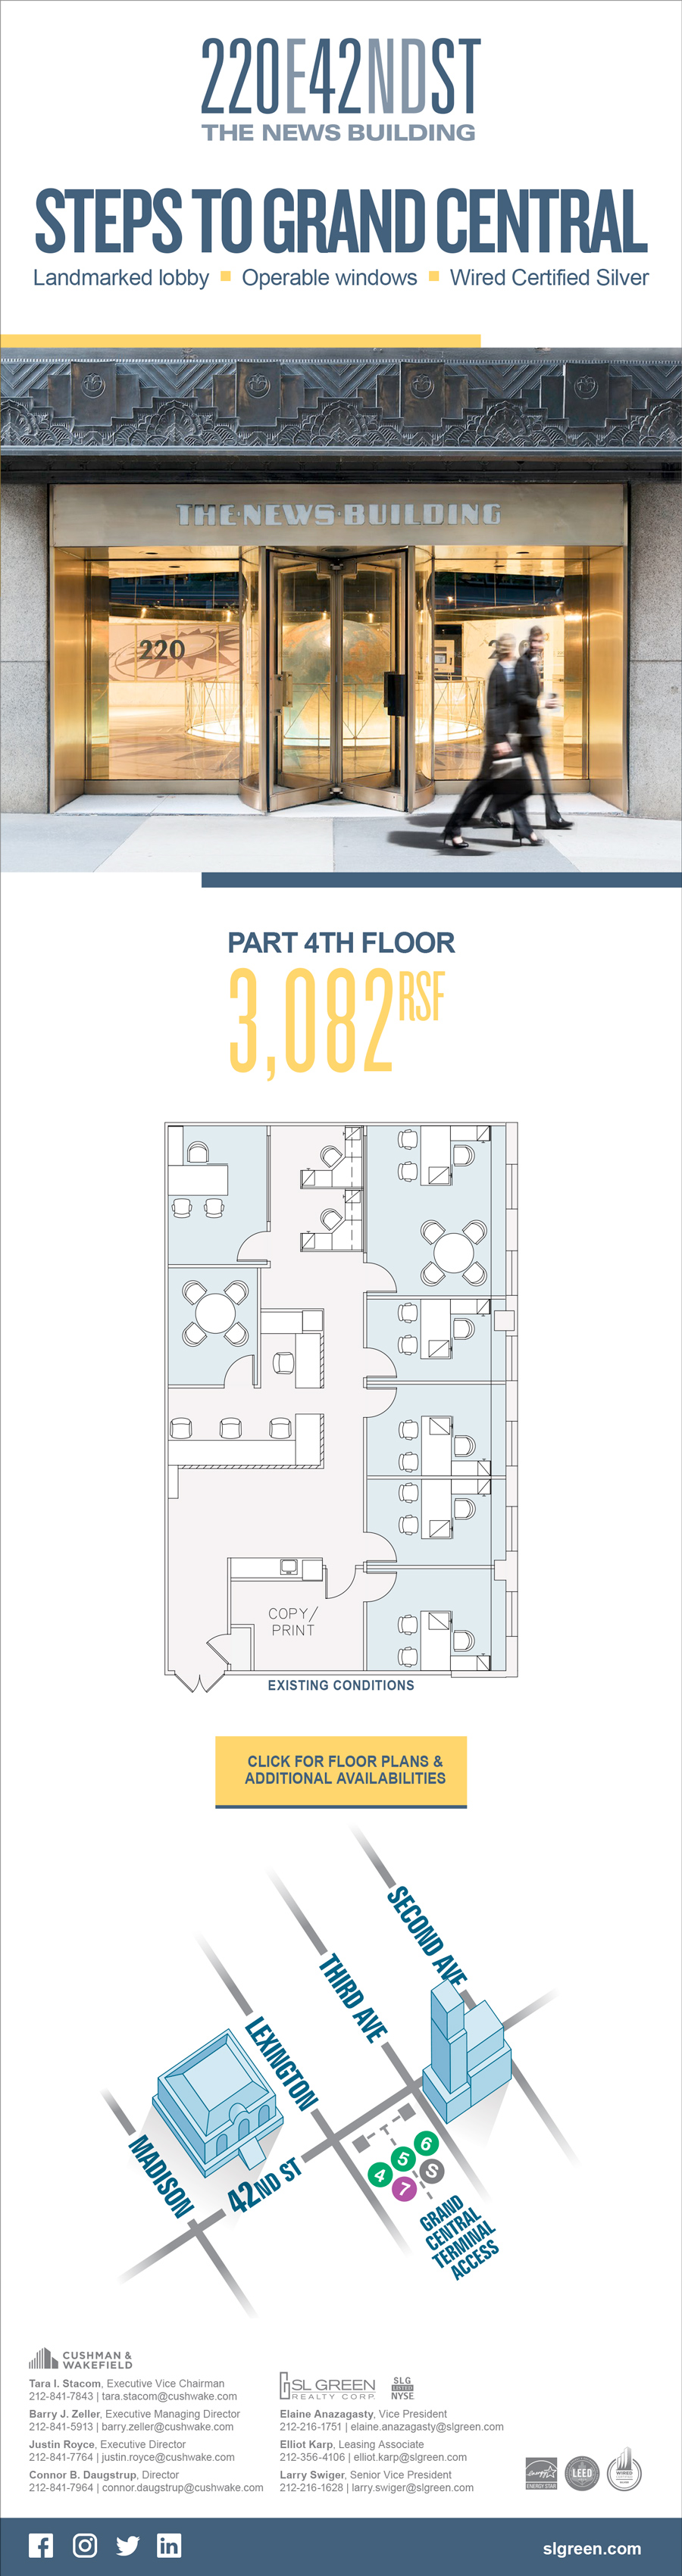 220E42NDST
THE NEWS BUILDING
STEPS TO GRAND CENTRAL
Landmarked lobby ■ Operable windows ■ Wired Certified Silver
THE·NEWS·BUILDING
220
PART 4TH FLOOR
3,082 RSF
COPY/
PRINT
EXISTING CONDITIONS
CLICK FOR FLOOR PLANS &
ADDITIONAL AVAILABILITIES
SECOND AVE
THIRD AVE
LEXINGTON
MADISON
42ND ST
4 5 6 7 S
GRAND
CENTRAL
TERMINAL
ACCESS
CUSHMAN &
WAKEFIELD
Tara I. Stacom, Executive Vice Chairman
212-841-7843 | tara.stacom@cushwake.com
Barry J. Zeller, Executive Managing Director
212-841-5913 | barry.zeller@cushwake.com
Justin Royce, Executive Director
212-841-7764 | justin.royce@cushwake.com
Connor B. Daugstrup, Director
212-841-7964 | connor.daugstrup@cushwake.com
SL GREEN
REALTY CORP.
SLG
LISTED
NYSE
Elaine Anazagasty, Vice President
212-216-1751 | elaine.anazagasty@slgreen.com
Elliot Karp, Leasing Associate
212-356-4106 | elliot.karp@slgreen.com
Larry Swiger, Senior Vice President
212-216-1628 | larry.swiger@slgreen.com
ENERGY STAR
LEED
WIRED
slgreen.com